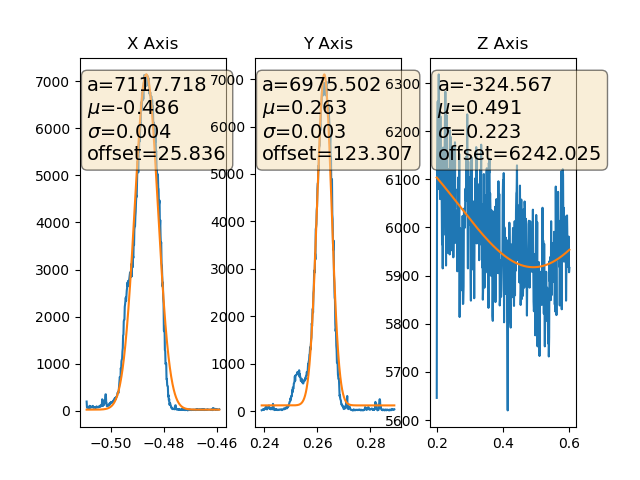 X Axis
a=7117.718
μ=-0.486
σ=0.004
offset=25.836
7000
6000
5000
4000
3000
2000
1000
0
−0.50
−0.48
−0.46
Y Axis
a=6975.502
μ=0.263
σ=0.003
offset=123.307
7000
6000
5000
4000
3000
2000
1000
0
0.24
0.26
0.28
Z Axis
a=-324.567
μ=0.491
σ=0.223
offset=6242.025
6300
6200
6100
6000
5900
5800
5700
5600
0.2
0.4
0.6